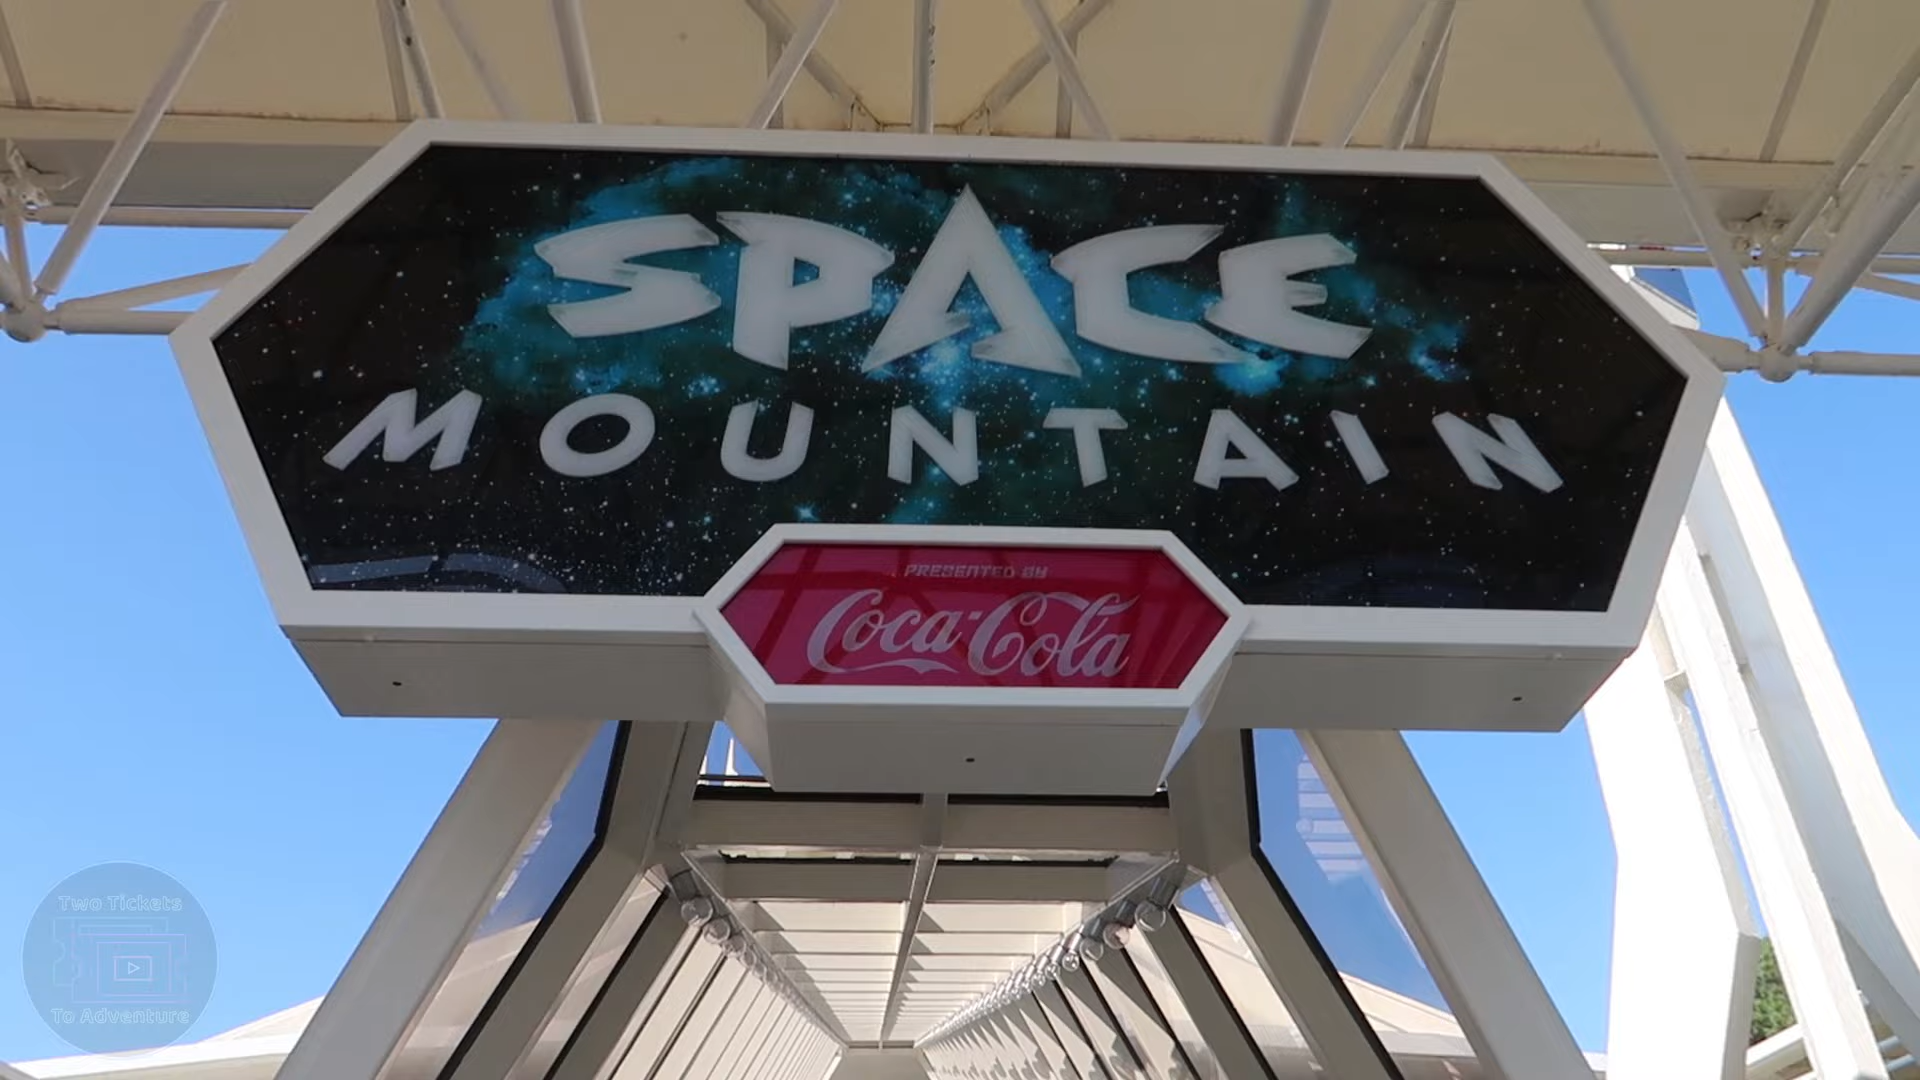 SPACE
MOUNTAIN
PRESENTED BY
Coca-Cola
Two Tickets
To Adventure